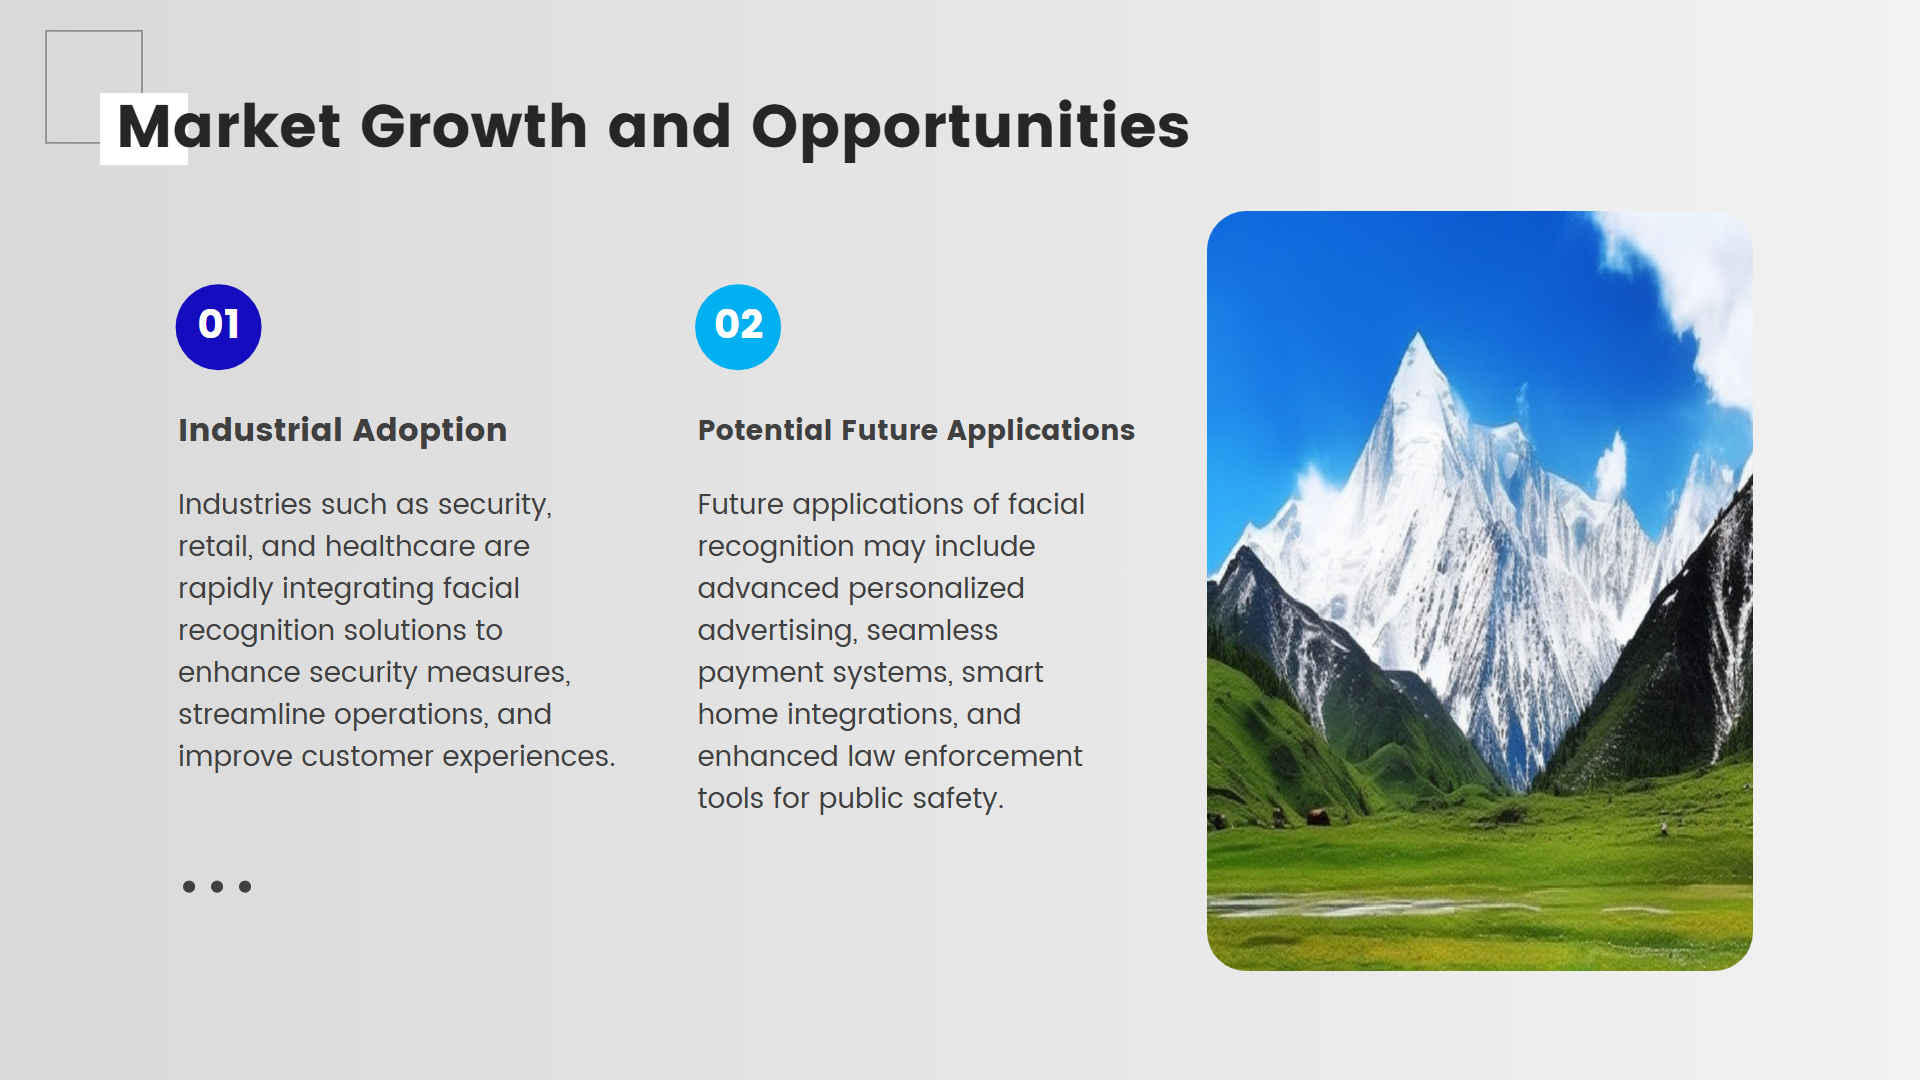 Market Growth and Opportunities
01
Industrial Adoption
Industries such as security,
retail, and healthcare are
rapidly integrating facial
recognition solutions to
enhance security measures,
streamline operations, and
improve customer experiences.
02
Potential Future Applications
Future applications of facial
recognition may include
advanced personalized
advertising, seamless
payment systems, smart
home integrations, and
enhanced law enforcement
tools for public safety.